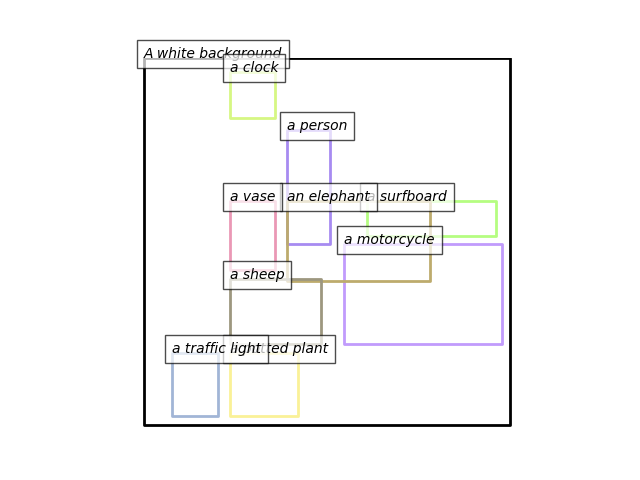 A white background
a clock
a person
a vase
an elephant
a surfboard
a motorcycle
a sheep
a traffic light
a potted plant